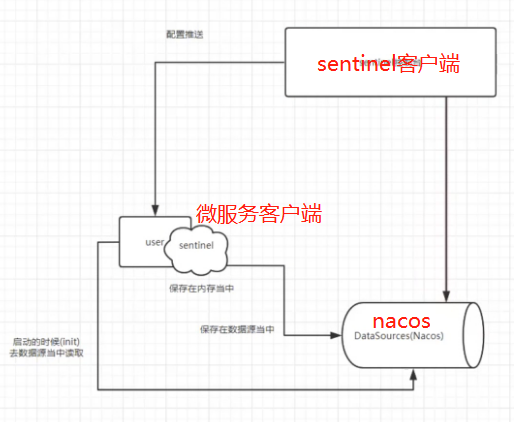 配置推送
sentinel客户端
微服务客户端
user
sentinel
保存在内存当中
保存在数据源当中
nacos
DataSources(Nacos)
启动的时候(init)
去数据源当中读取